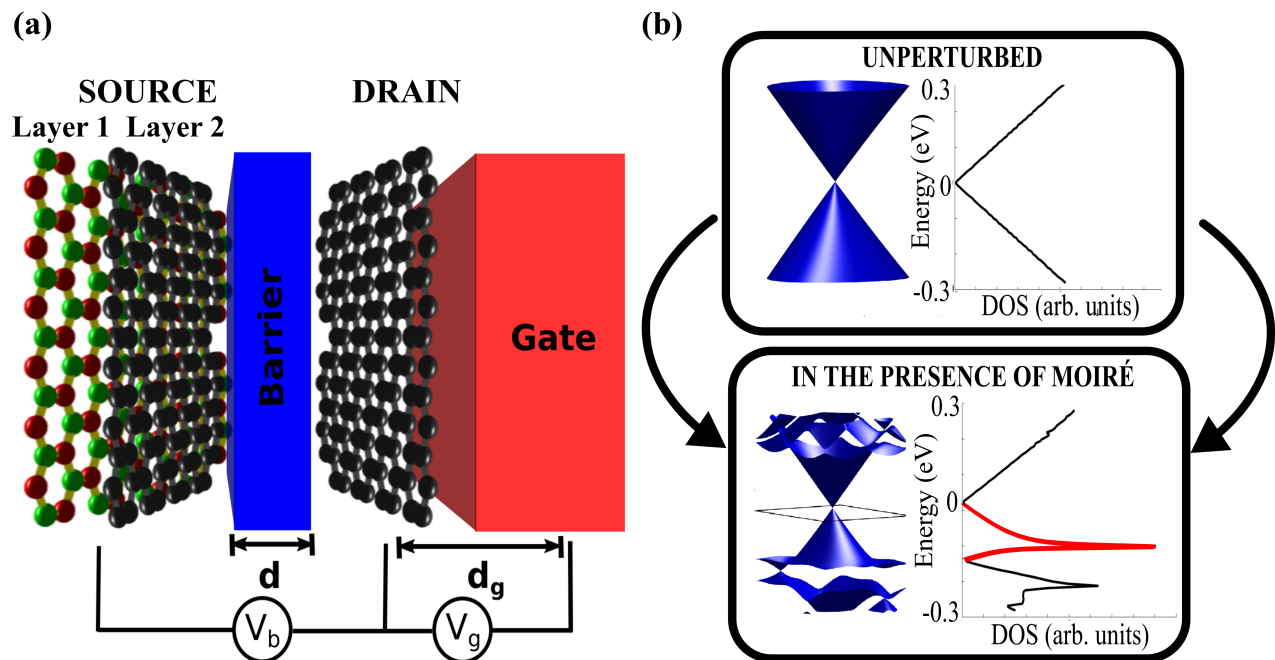 (a)
SOURCE DRAIN
Layer 1 Layer 2
Barrier
Gate
d
dg
Vb
Vg
(b)
UNPERTURBED
0.3
0
-0.3
Energy (eV)
DOS (arb. units)
IN THE PRESENCE OF MOIRÉ
0.3
0
-0.3
Energy (eV)
DOS (arb. units)